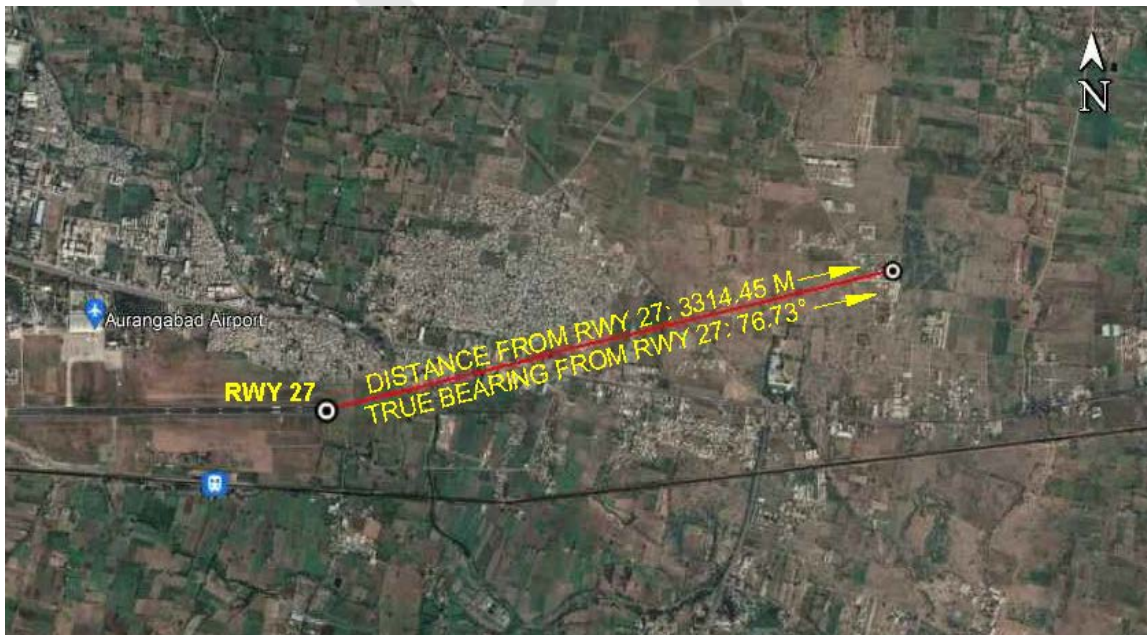 N
DISTANCE FROM RWY 27: 3314.45 M
TRUE BEARING FROM RWY 27: 76.73°
Aurangabad Airport
RWY 27